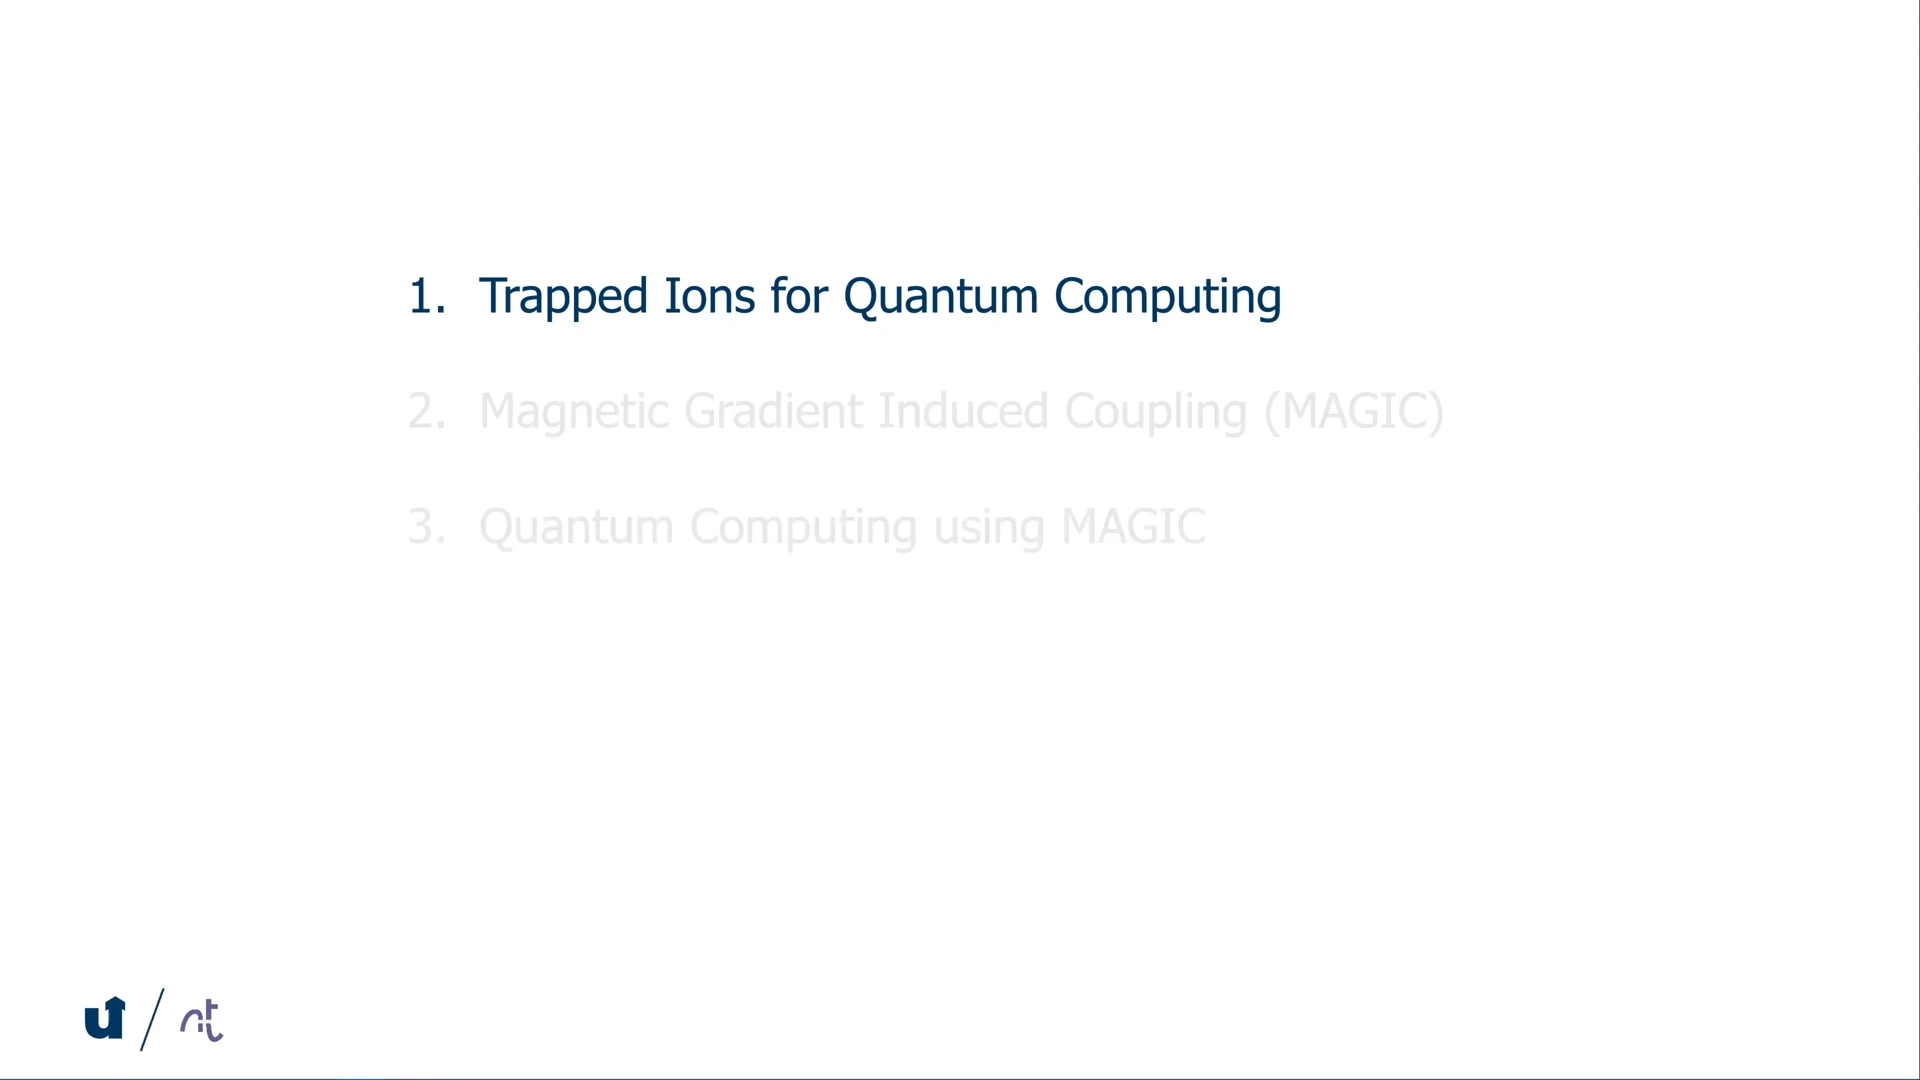 1. Trapped Ions for Quantum Computing
2. Magnetic Gradient Induced Coupling (MAGIC)
3. Quantum Computing using MAGIC